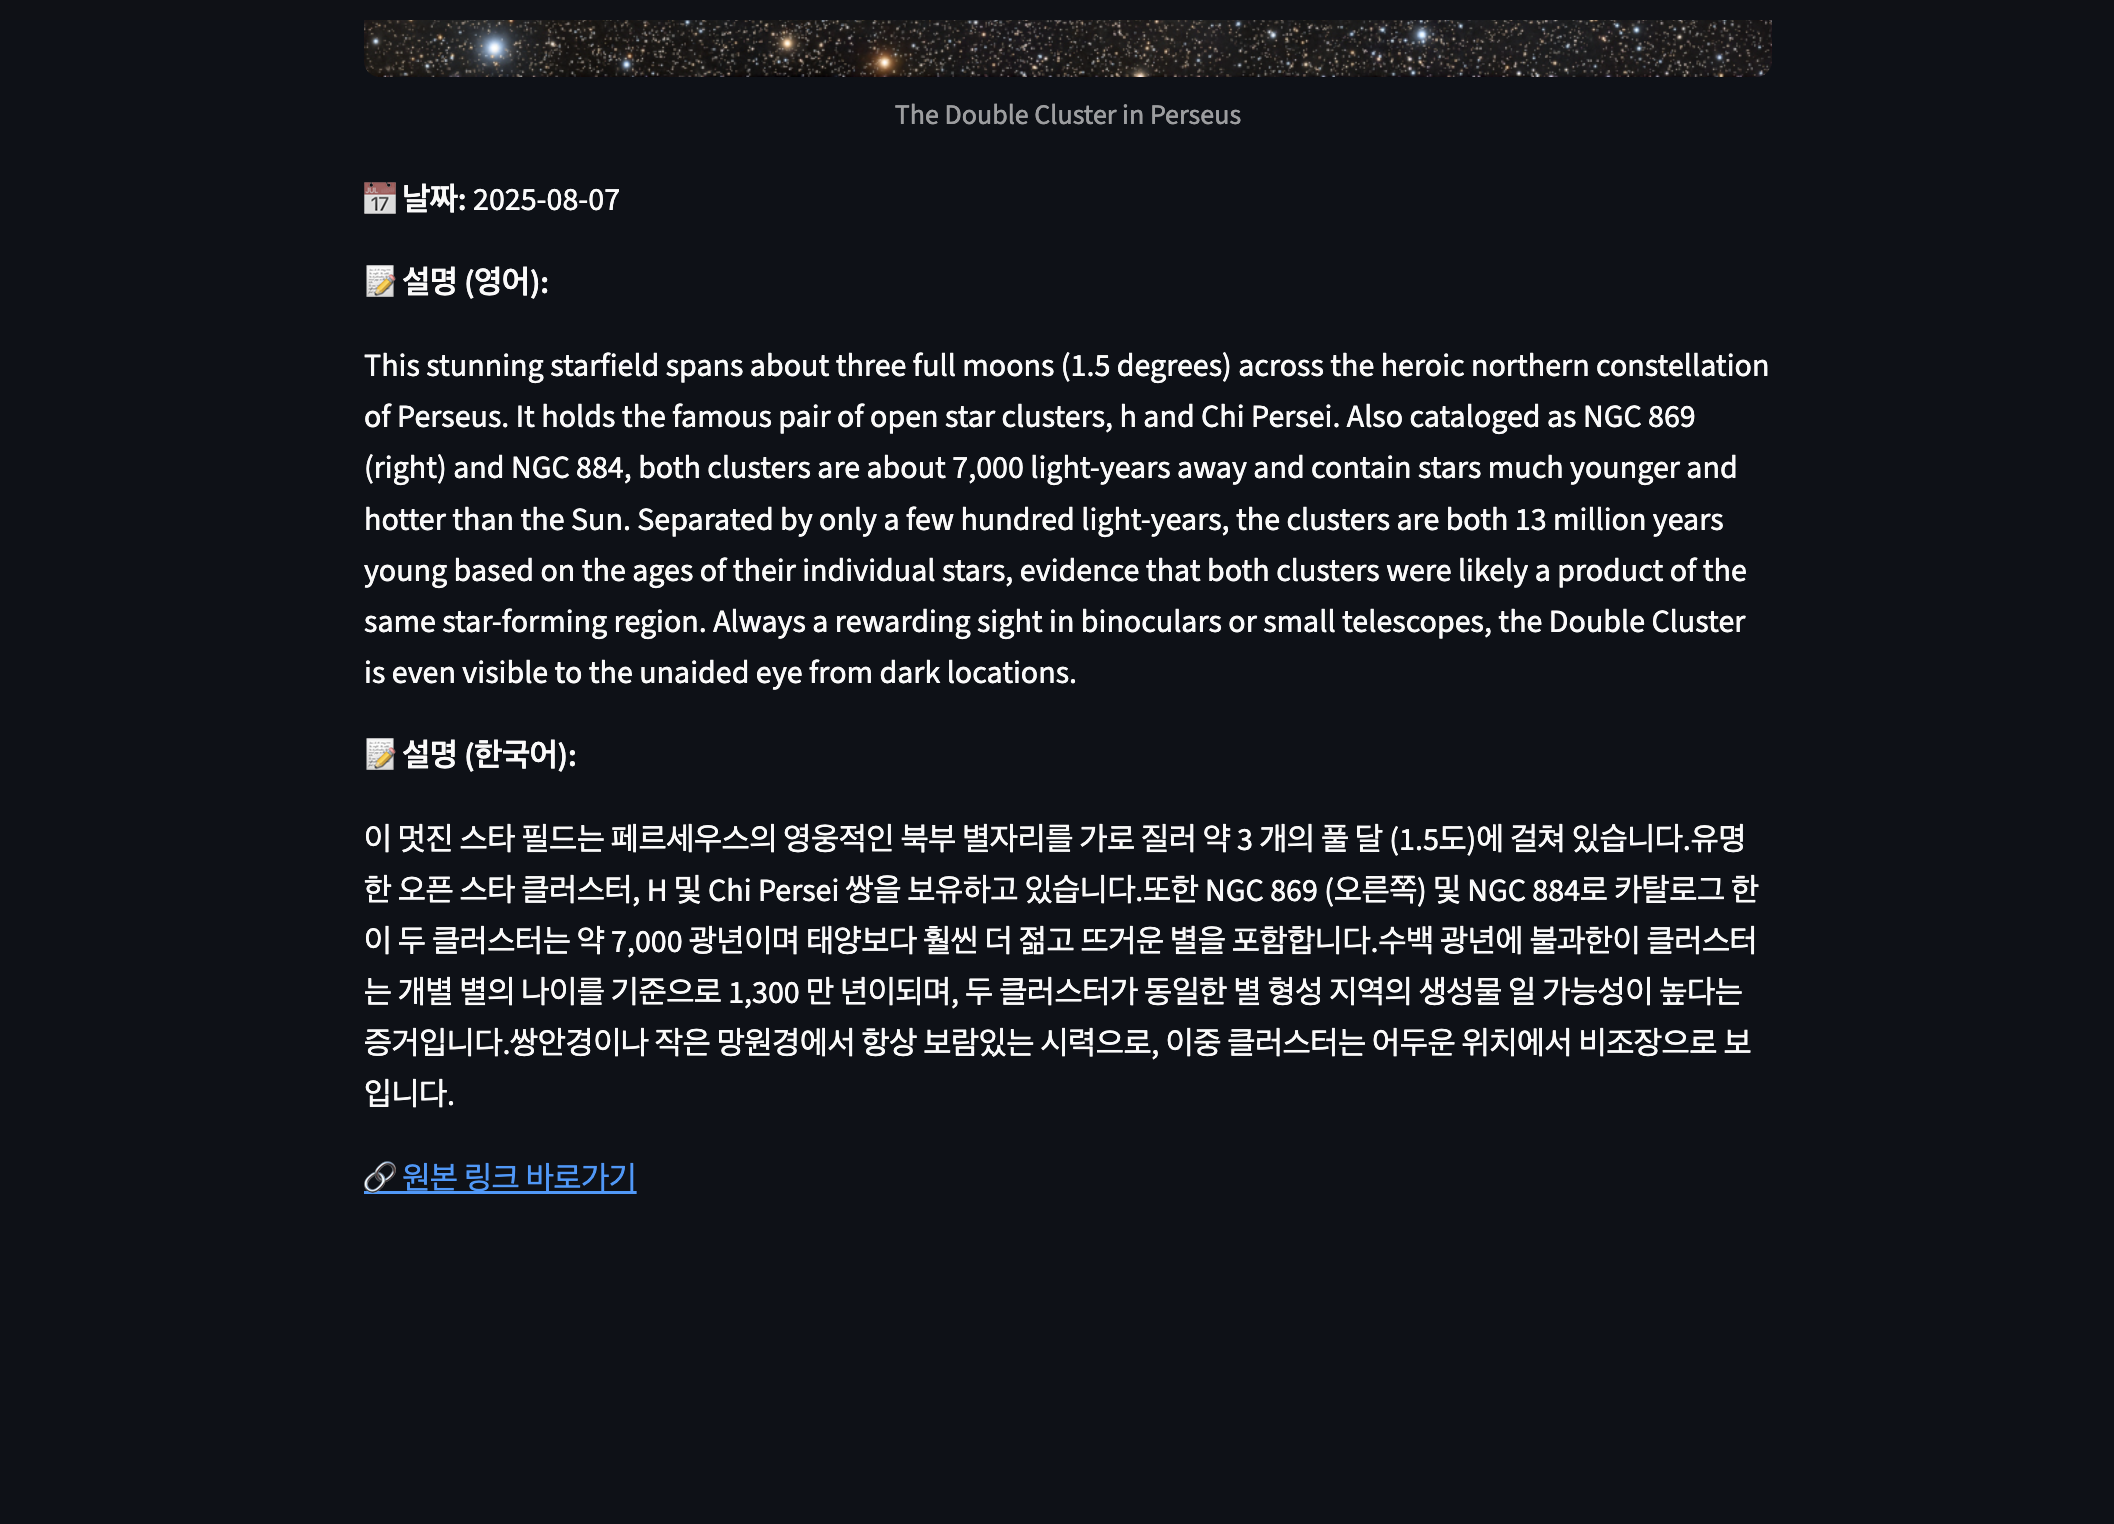 The Double Cluster in Perseus
날짜: 2025-08-07
설명 (영어):
This stunning starfield spans about three full moons (1.5 degrees) across the heroic northern constellation
of Perseus. It holds the famous pair of open star clusters, h and Chi Persei. Also cataloged as NGC 869
(right) and NGC 884, both clusters are about 7,000 light-years away and contain stars much younger and
hotter than the Sun. Separated by only a few hundred light-years, the clusters are both 13 million years
young based on the ages of their individual stars, evidence that both clusters were likely a product of the
same star-forming region. Always a rewarding sight in binoculars or small telescopes, the Double Cluster
is even visible to the unaided eye from dark locations.
설명 (한국어):
이 멋진 스타 필드는 페르세우스의 영웅적인 북부 별자리를 가로 질러 약 3 개의 풀 달 (1.5도)에 걸쳐 있습니다.유명
한 오픈 스타 클러스터, H 및 Chi Persei 쌍을 보유하고 있습니다.또한 NGC 869 (오른쪽) 및 NGC 884로 카탈로그 한
이 두 클러스터는 약 7,000 광년이며 태양보다 훨씬 더 젊고 뜨거운 별을 포함합니다.수백 광년에 불과한이 클러스터
는 개별 별의 나이를 기준으로 1,300 만 년이되며, 두 클러스터가 동일한 별 형성 지역의 생성물 일 가능성이 높다는
증거입니다.쌍안경이나 작은 망원경에서 항상 보람있는 시력으로, 이중 클러스터는 어두운 위치에서 비조장으로 보
입니다.
원본 링크 바로가기